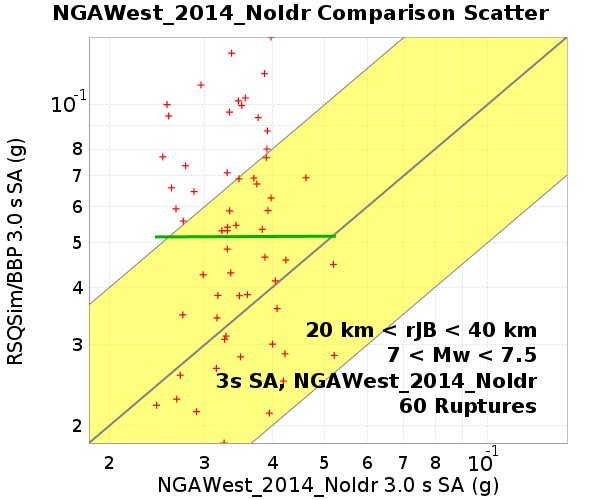 NGAWest_2014_NoIdr Comparison Scatter
RSQSim/BBP 3.0 s SA (g)
10-1
8
7
6
5
4
3
2
20 km < rJB < 40 km
7 < Mw < 7.5
3s SA, NGAWest_2014_NoIdr
60 Ruptures
2 3 4 5 6 7 8 10-1
NGAWest_2014_NoIdr 3.0 s SA (g)